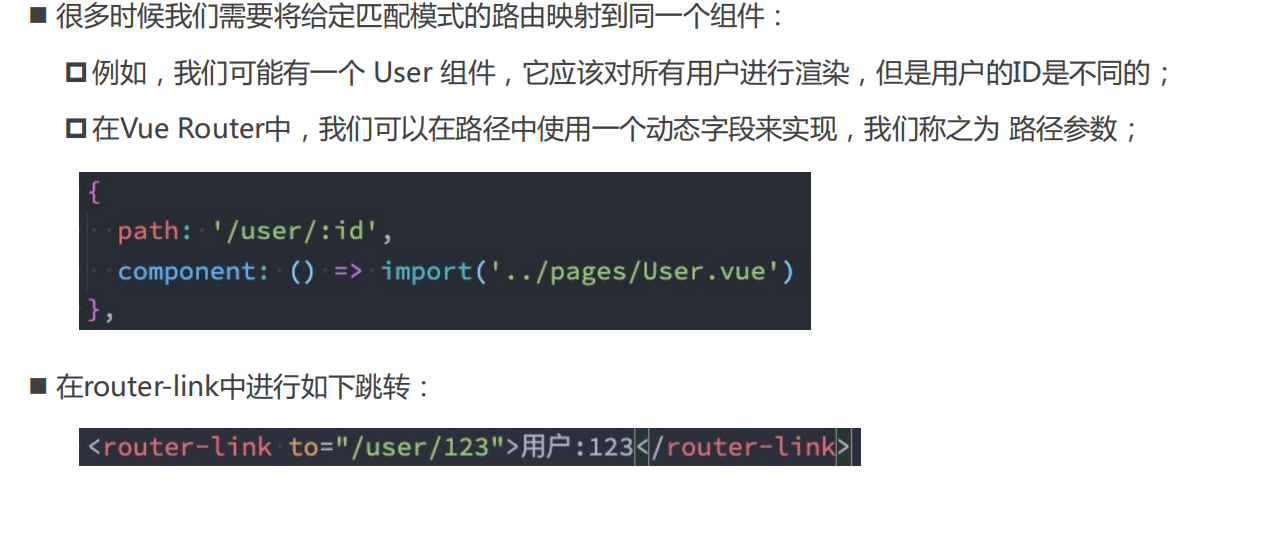 ■ 很多时候我们需要将给定匹配模式的路由映射到同一个组件：
例如，我们可能有一个 User 组件，它应该对所有用户进行渲染，但是用户的ID是不同的；
在Vue Router中，我们可以在路径中使用一个动态字段来实现，我们称之为 路径参数；
{
path: '/user/:id',
component: () => import('../pages/User.vue')
},
■ 在router-link中进行如下跳转：
<router-link to="/user/123">用户:123</router-link>